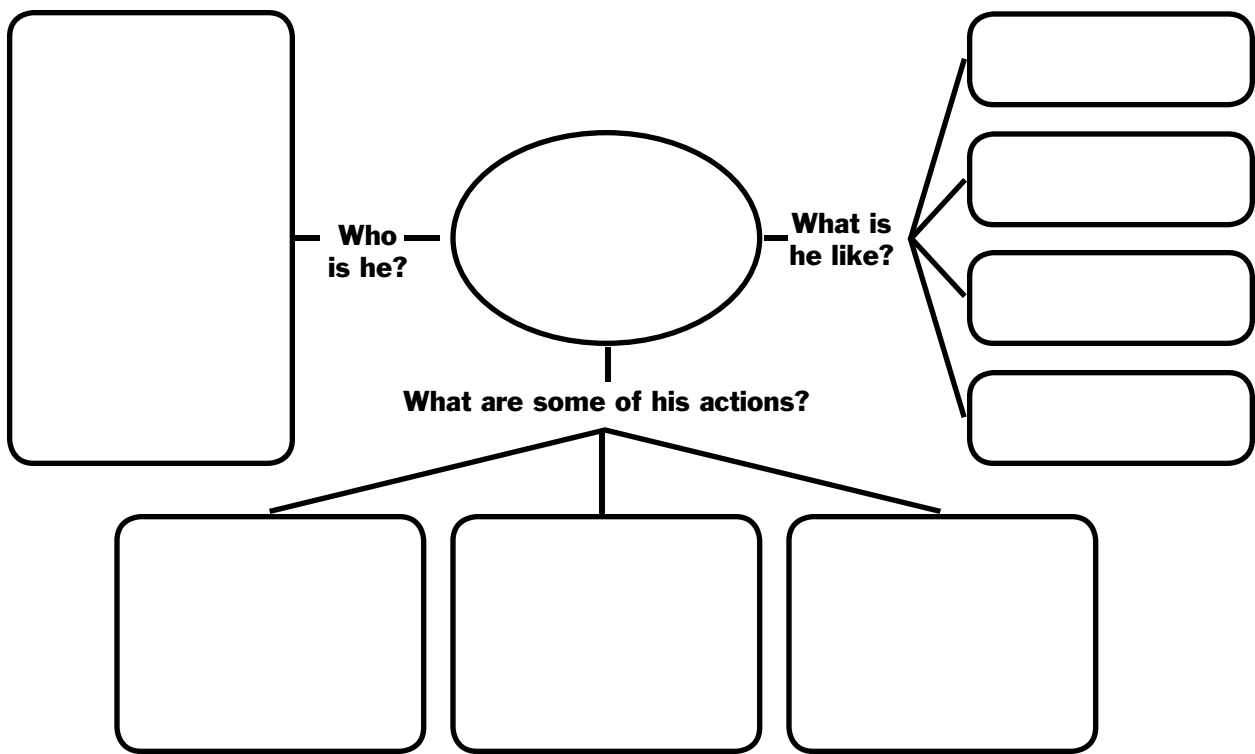 Who
is he?
What is
he like?
What are some of his actions?